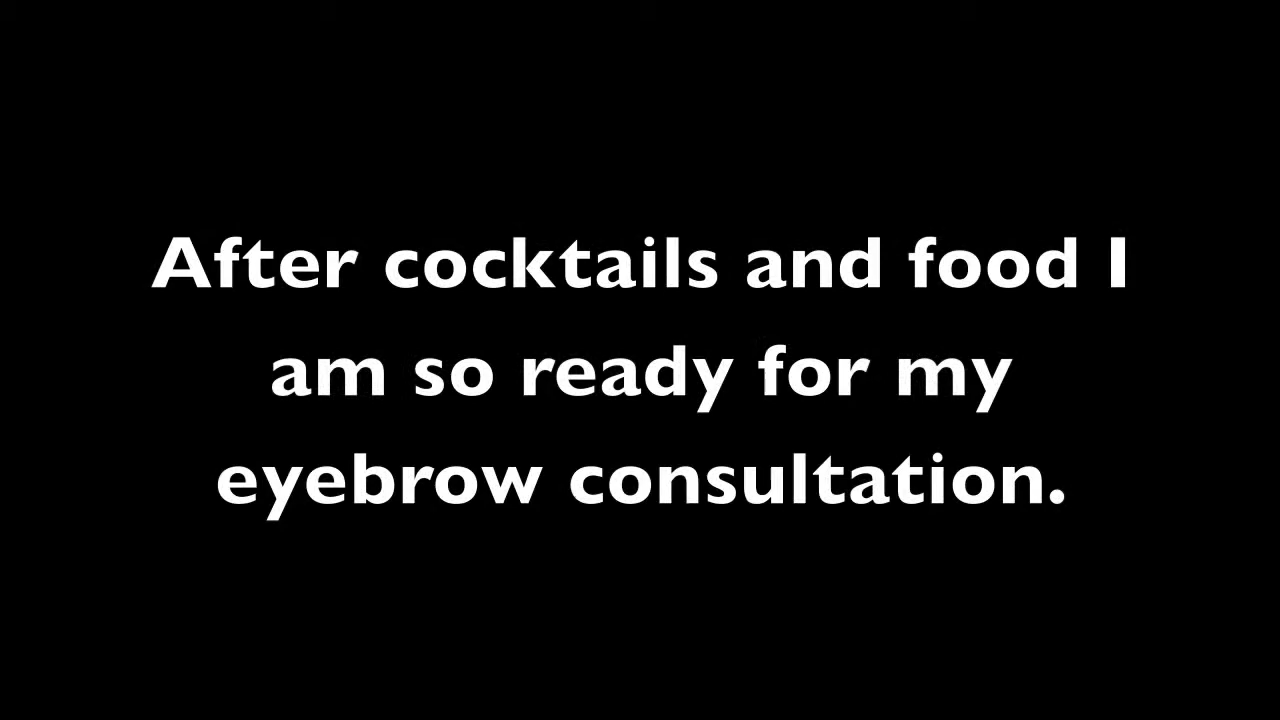 After cocktails and food I
am so ready for my
eyebrow consultation.